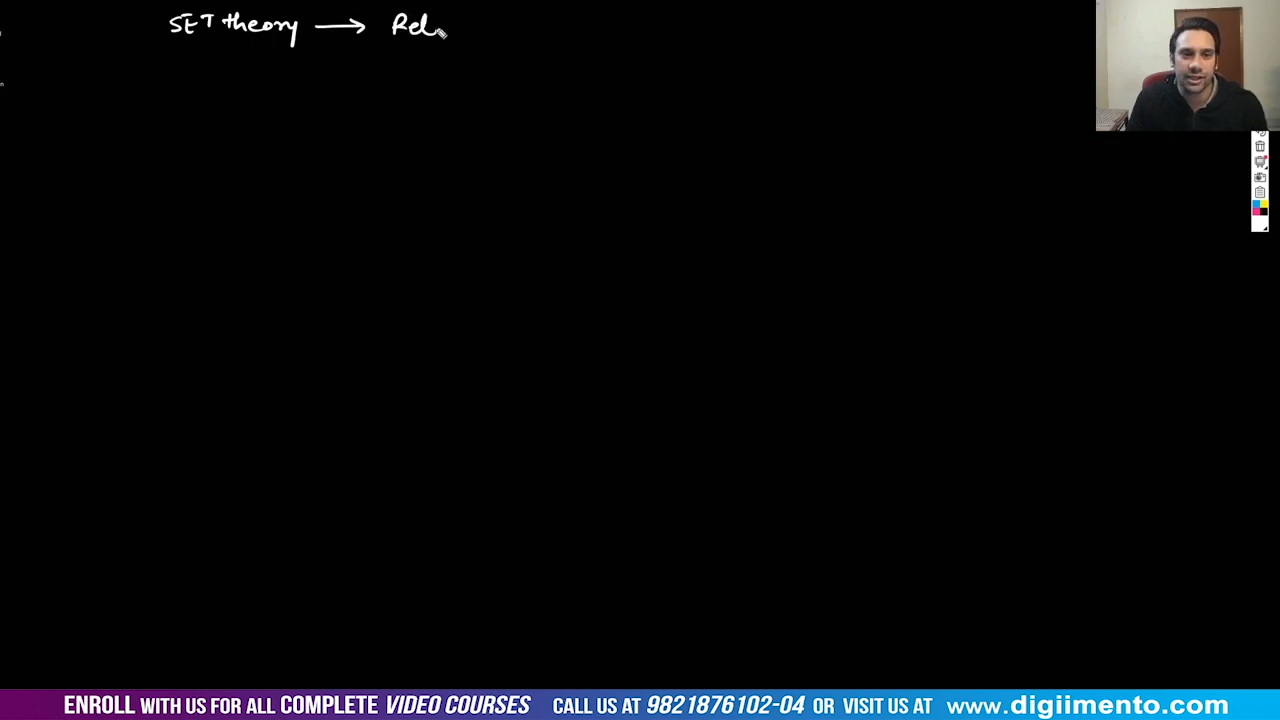 SET theory → Rel
ENROLL WITH US FOR ALL COMPLETE VIDEO COURSES CALL US AT 9821876102-04 OR VISIT US AT www.digiimento.com